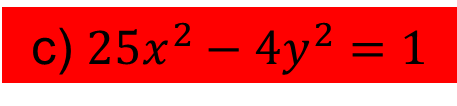 c) 25x² − 4y² = 1